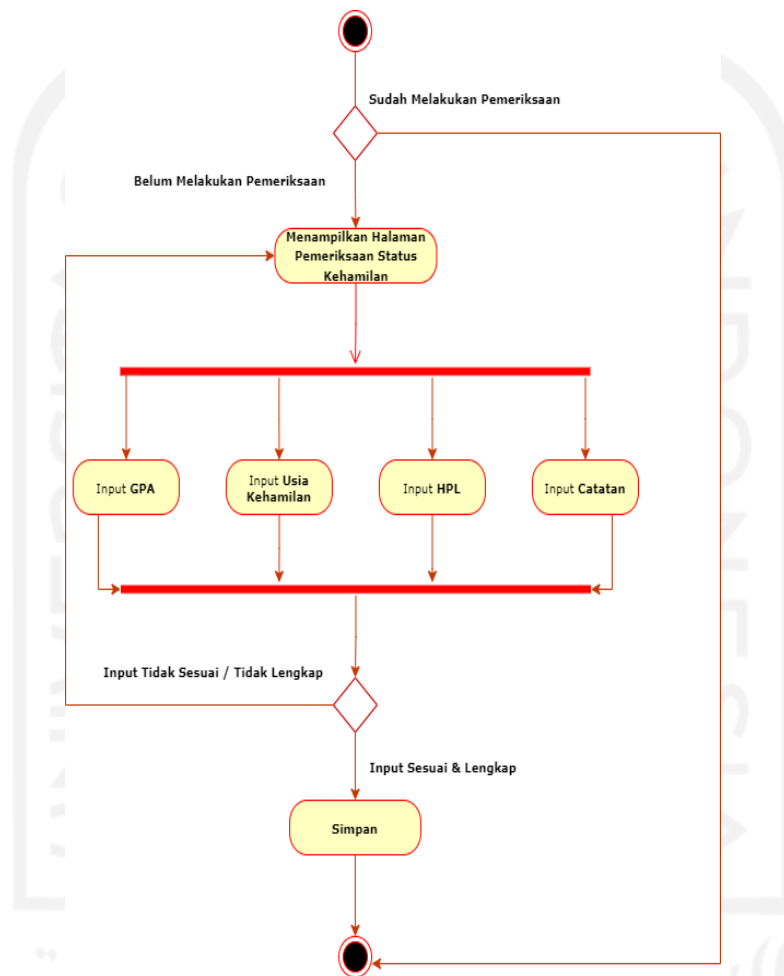 Sudah Melakukan Pemeriksaan
Belum Melakukan Pemeriksaan
Menampilkan Halaman
Pemeriksaan Status
Kehamilan
Input GPA
Input Usia
Kehamilan
Input HPL
Input Catatan
Input Tidak Sesuai / Tidak Lengkap
Input Sesuai & Lengkap
Simpan
INDONESIA